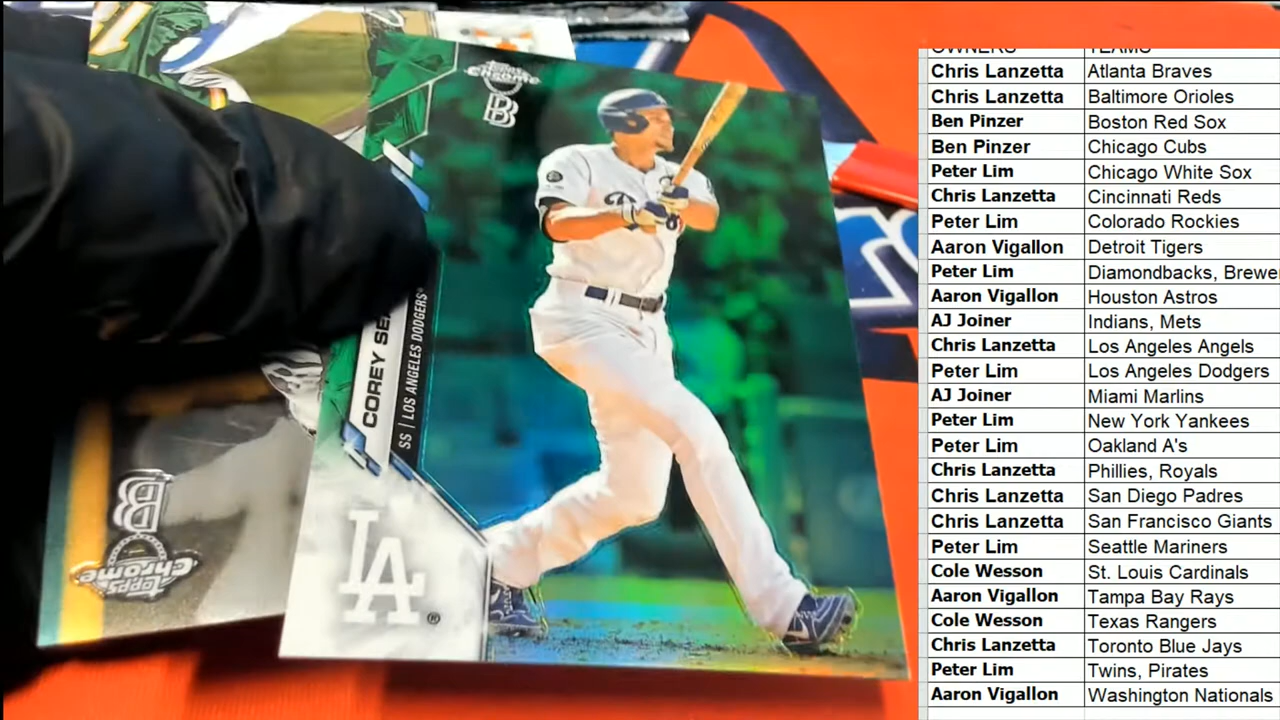 Topps
Chrome
B
COREY SE
SS | LOS ANGELES DODGERS®
LA®
B
Topps
Chrome
OWNERS TEAMS
Chris Lanzetta Atlanta Braves
Chris Lanzetta Baltimore Orioles
Ben Pinzer Boston Red Sox
Ben Pinzer Chicago Cubs
Peter Lim Chicago White Sox
Chris Lanzetta Cincinnati Reds
Peter Lim Colorado Rockies
Aaron Vigallon Detroit Tigers
Peter Lim Diamondbacks, Brewe
Aaron Vigallon Houston Astros
AJ Joiner Indians, Mets
Chris Lanzetta Los Angeles Angels
Peter Lim Los Angeles Dodgers
AJ Joiner Miami Marlins
Peter Lim New York Yankees
Peter Lim Oakland A's
Chris Lanzetta Phillies, Royals
Chris Lanzetta San Diego Padres
Chris Lanzetta San Francisco Giants
Peter Lim Seattle Mariners
Cole Wesson St. Louis Cardinals
Aaron Vigallon Tampa Bay Rays
Cole Wesson Texas Rangers
Chris Lanzetta Toronto Blue Jays
Peter Lim Twins, Pirates
Aaron Vigallon Washington Nationals